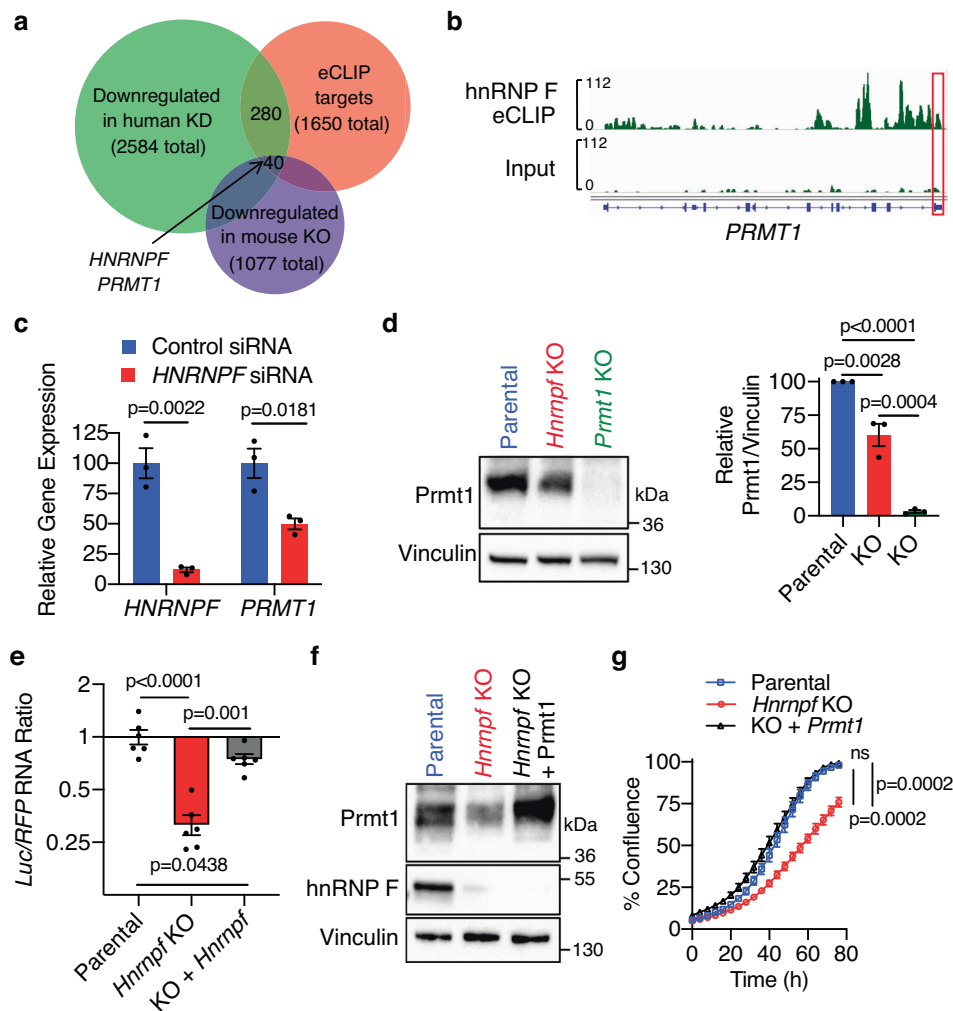 a
Downregulated
in human KD
(2584 total)
280
eCLIP
targets
(1650 total)
40
Downregulated
in mouse KO
(1077 total)
HNRNPF
PRMT1
b
hnRNP F
eCLIP
112
0
Input
112
0
PRMT1
c
Control siRNA
HNRNPF siRNA
p=0.0022
p=0.0181
Relative Gene Expression
125
100
75
50
25
0
HNRNPF
PRMT1
d
Parental
Hnrnpf KO
Prmt1 KO
Prmt1
kDa
36
Vinculin
130
p<0.0001
p=0.0028
p=0.0004
Relative
Prmt1/Vinculin
100
75
50
25
0
Parental
KO
KO
e
Luc/RFP RNA Ratio
2
1
0.5
0.25
p<0.0001
p=0.001
p=0.0438
Parental
Hnrnpf KO
KO + Hnrnpf
f
Parental
Hnrnpf KO
Hnrnpf KO
+ Prmt1
Prmt1
kDa
36
hnRNP F
55
Vinculin
130
g
Parental
Hnrnpf KO
KO + Prmt1
ns
p=0.0002
p=0.0002
% Confluence
100
75
50
25
0
0 20 40 60 80
Time (h)